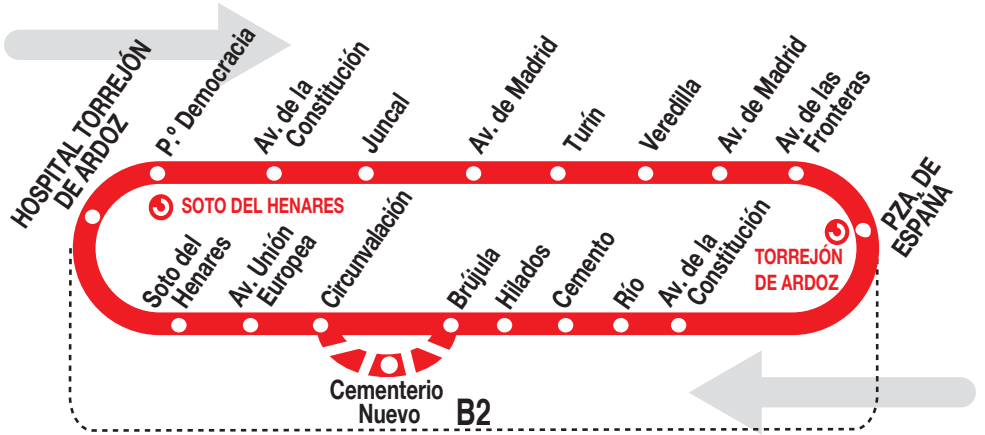 HOSPITAL TORREJÓN
DE ARDOZ
P.º Democracia
Av. de la
Constitución
Juncal
Av. de Madrid
Turín
Veredilla
Av. de Madrid
Av. de las
Fronteras
PZA. DE
ESPAÑA
SOTO DEL HENARES
TORREJÓN
DE ARDOZ
Soto del
Henares
Av. Unión
Europea
Circunvalación
Brújula
Hilados
Cemento
Río
Av. de la
Constitución
Cementerio
Nuevo
B2